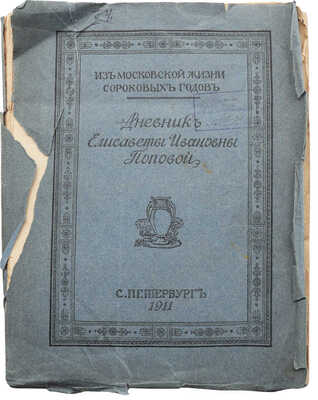 ИЗЪ МОСКОВСКОЙ ЖИЗНИ
СОРОКОВЫХЪ ГОДОВЪ
Дневникъ
Елисаветы Ивановны
Поповой
С. ПЕТЕРБУРГЪ
1911